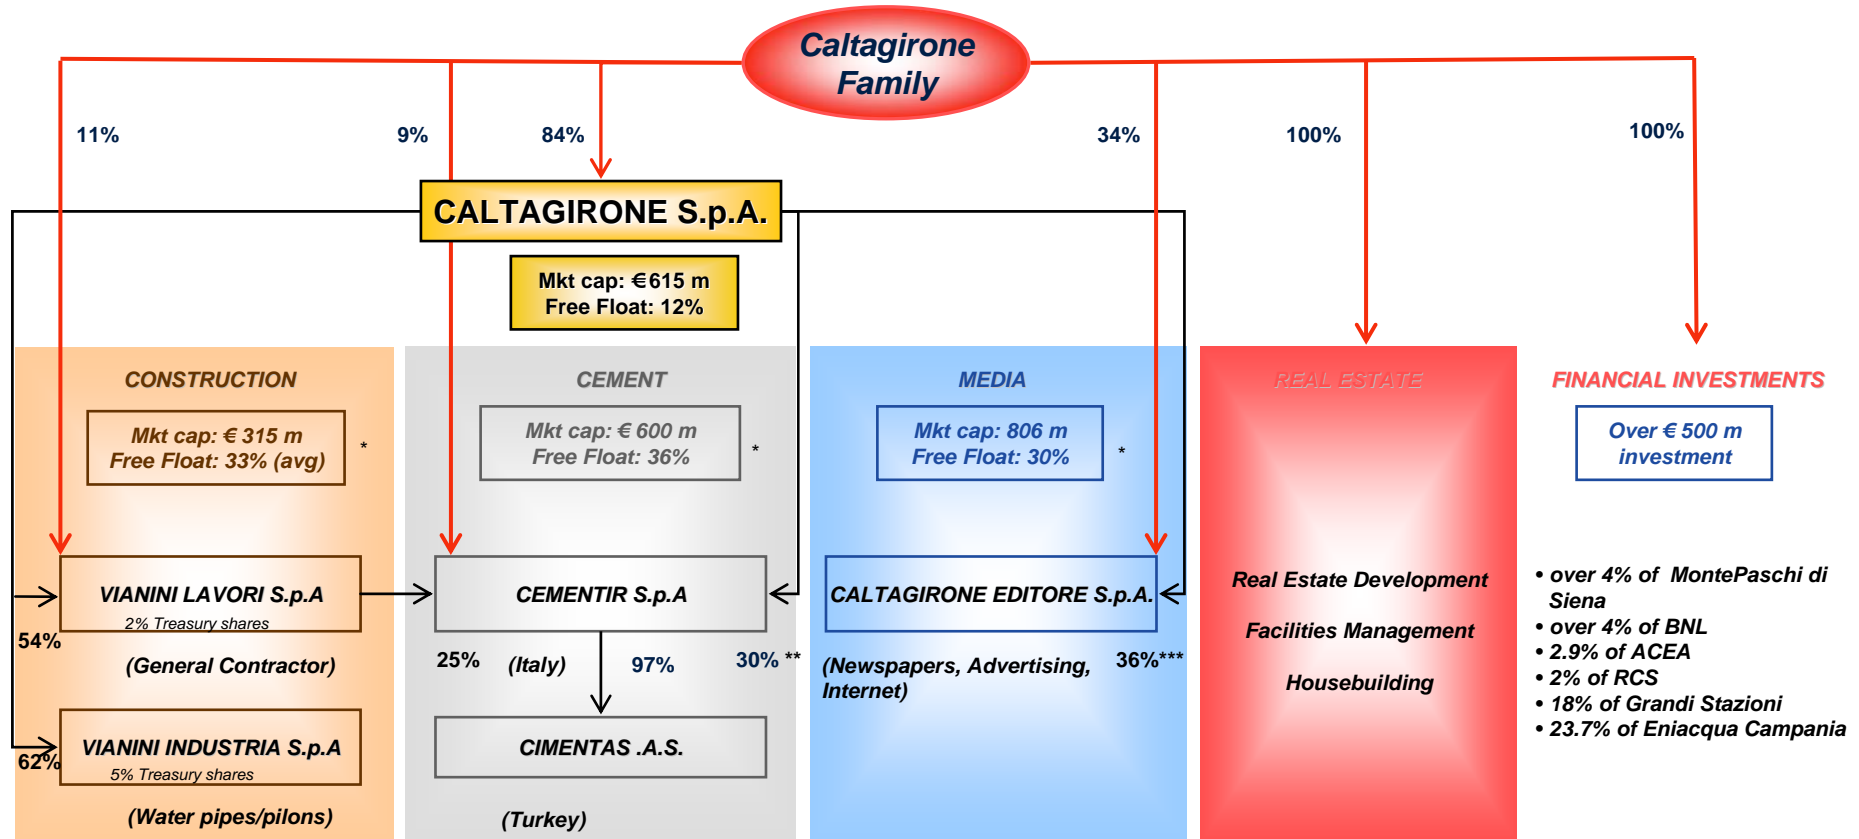 Caltagirone
Family
11%
9%
84%
34%
100%
100%
CALTAGIRONE S.p.A.
Mkt cap: €615 m
Free Float: 12%
CONSTRUCTION
Mkt cap: € 315 m
Free Float: 33% (avg)
*
VIANINI LAVORI S.p.A
2% Treasury shares
54%
(General Contractor)
VIANINI INDUSTRIA S.p.A
5% Treasury shares
62%
(Water pipes/pilons)
CEMENT
Mkt cap: € 600 m
Free Float: 36%
*
CEMENTIR S.p.A
25%
(Italy)
97%
30% **
CIMENTAS .A.S.
(Turkey)
MEDIA
Mkt cap: 806 m
Free Float: 30%
*
CALTAGIRONE EDITORE S.p.A.
(Newspapers, Advertising,
Internet)
36%***
REAL ESTATE
Real Estate Development
Facilities Management
Housebuilding
FINANCIAL INVESTMENTS
Over € 500 m
investment
• over 4% of MontePaschi di
Siena
• over 4% of BNL
• 2.9% of ACEA
• 2% of RCS
• 18% of Grandi Stazioni
• 23.7% of Eniacqua Campania